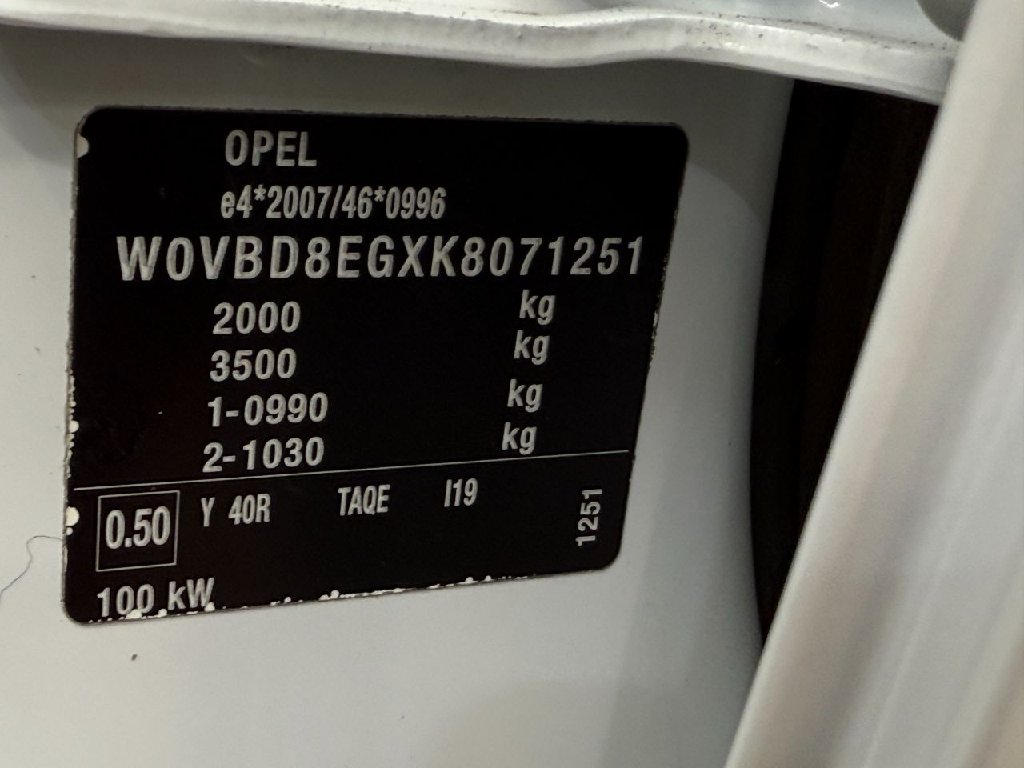 OPEL
e4*2007/46*0996
W0VBD8EGXK8071251
2000 kg
3500 kg
1-0990 kg
2-1030 kg
0.50 Y 40R TAQE I19 1251
100 kW